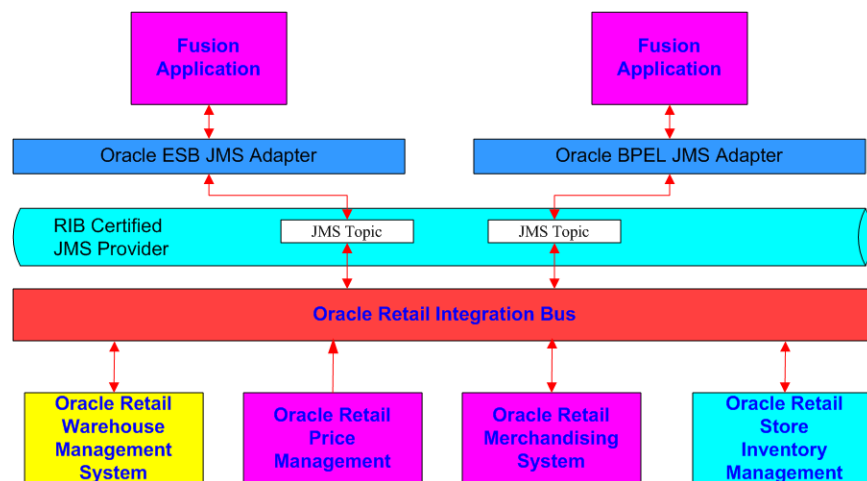 Fusion
Application
Fusion
Application
Oracle ESB JMS Adapter
Oracle BPEL JMS Adapter
RIB Certified
JMS Provider
JMS Topic
JMS Topic
Oracle Retail Integration Bus
Oracle Retail
Warehouse
Management
System
Oracle Retail
Price
Management
Oracle Retail
Merchandising
System
Oracle Retail
Store
Inventory
Management